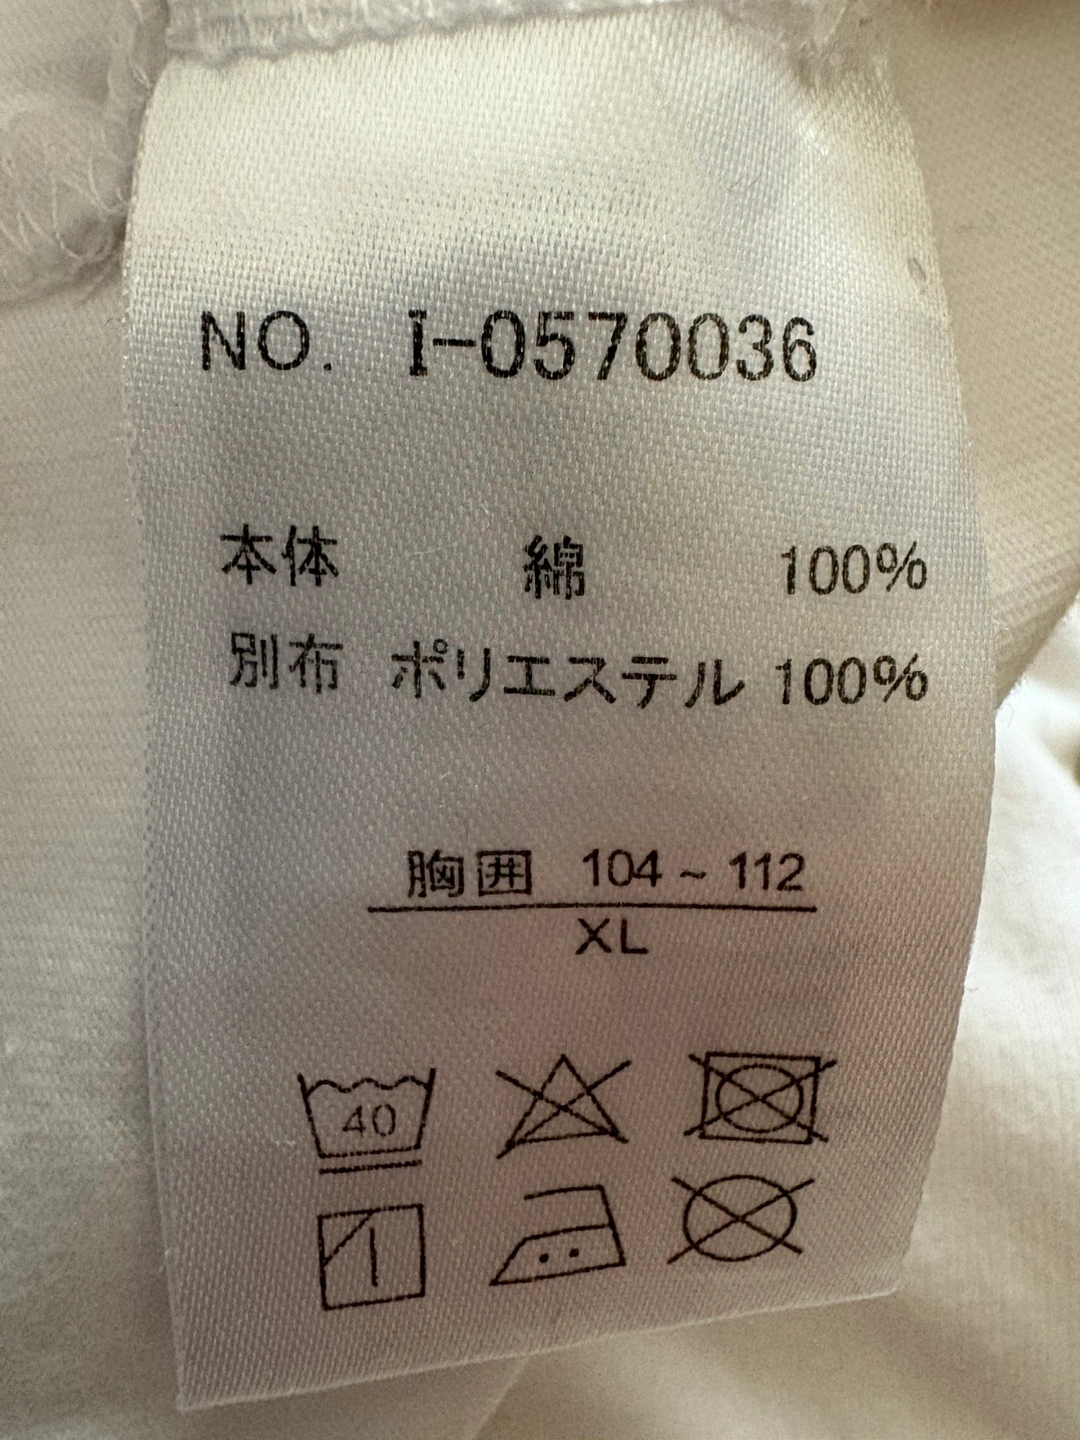 NO. I-0570036
本体 綿 100%
別布 ポリエステル 100%
胸囲 104 ~ 112
XL
40